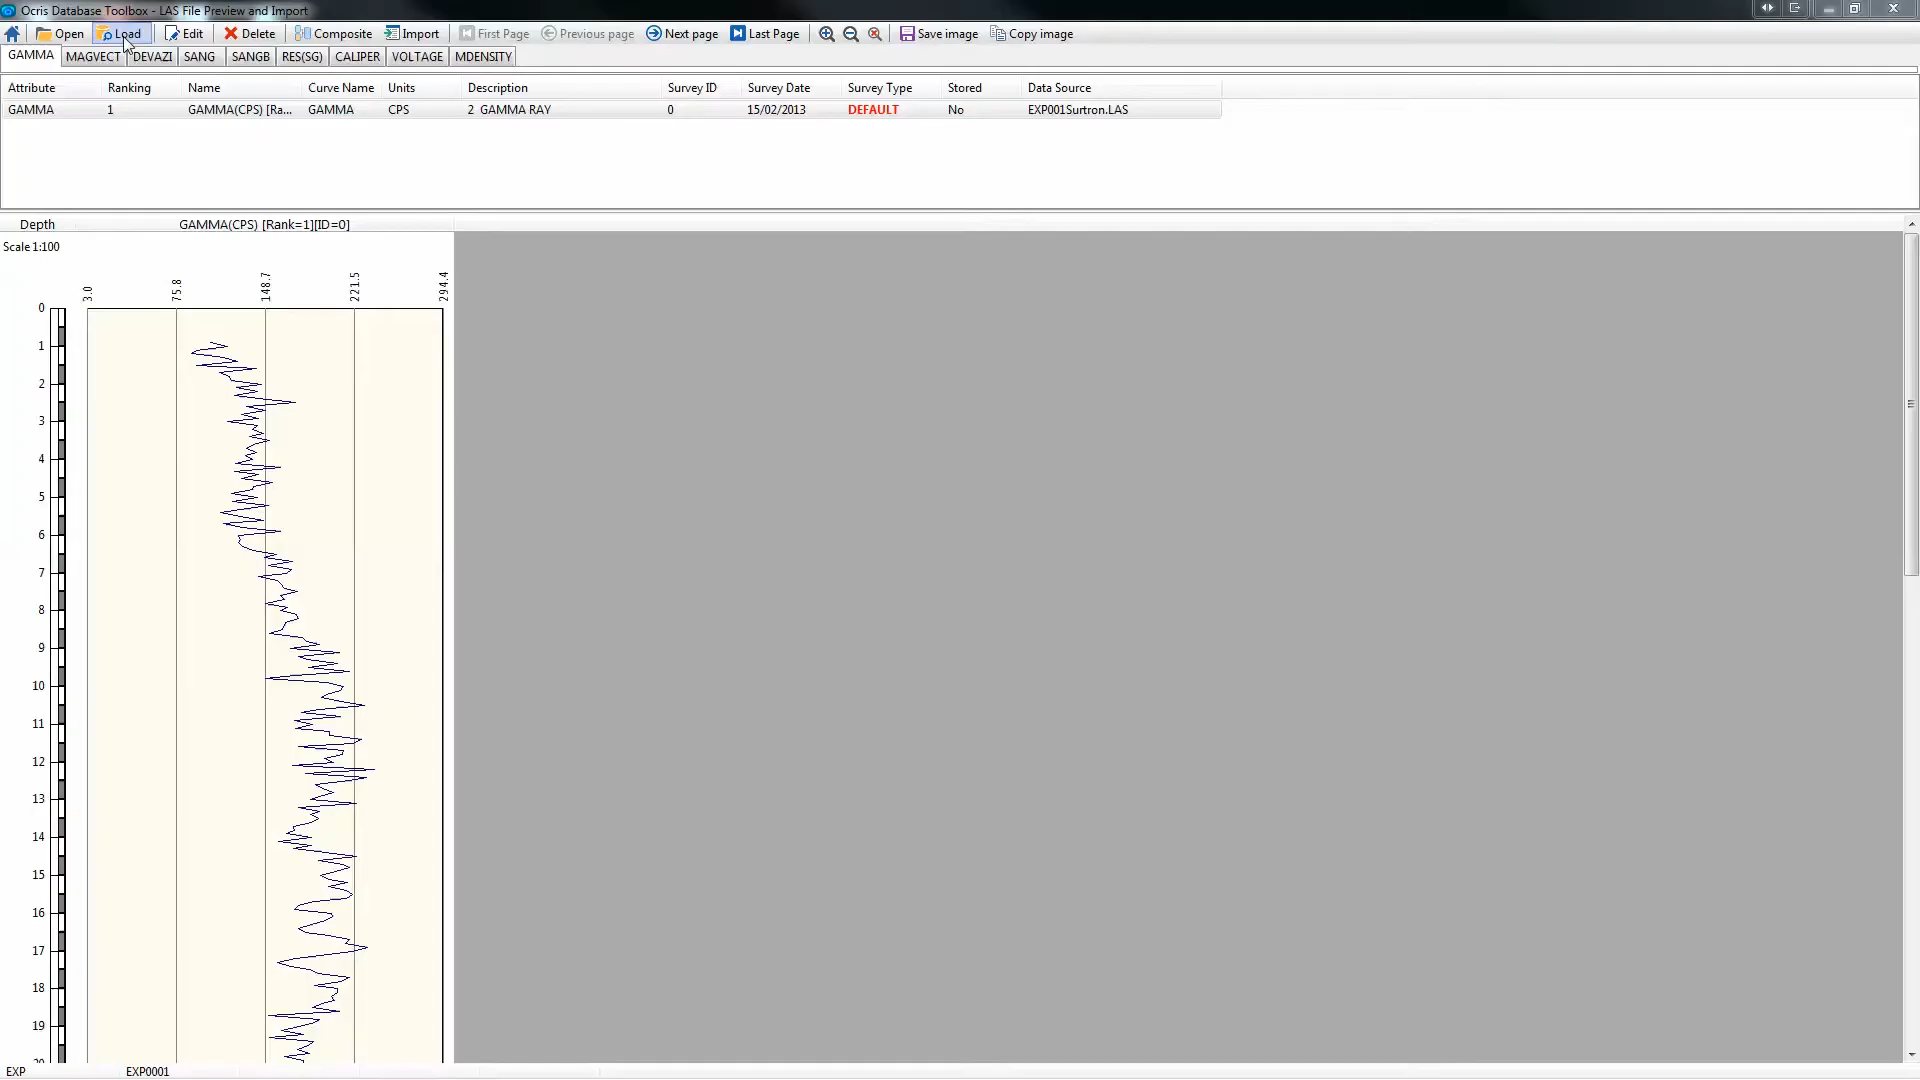 Ocris Database Toolbox - LAS File Preview and Import
Open Load Edit Delete Composite Import First Page Previous page Next page Last Page Save image Copy image
GAMMA MAGVECT DEVAZI SANG SANGB RES(SG) CALIPER VOLTAGE MDENSITY
Attribute Ranking Name Curve Name Units Description Survey ID Survey Date Survey Type Stored Data Source
GAMMA 1 GAMMA(CPS) [Ra... GAMMA CPS 2 GAMMA RAY 0 15/02/2013 DEFAULT No EXP001Surtron.LAS
Depth GAMMA(CPS) [Rank=1][ID=0]
Scale 1:100
3.0 75.8 148.7 221.5 294.4
0
1
2
3
4
5
6
7
8
9
10
11
12
13
14
15
16
17
18
19
20
EXP EXP0001